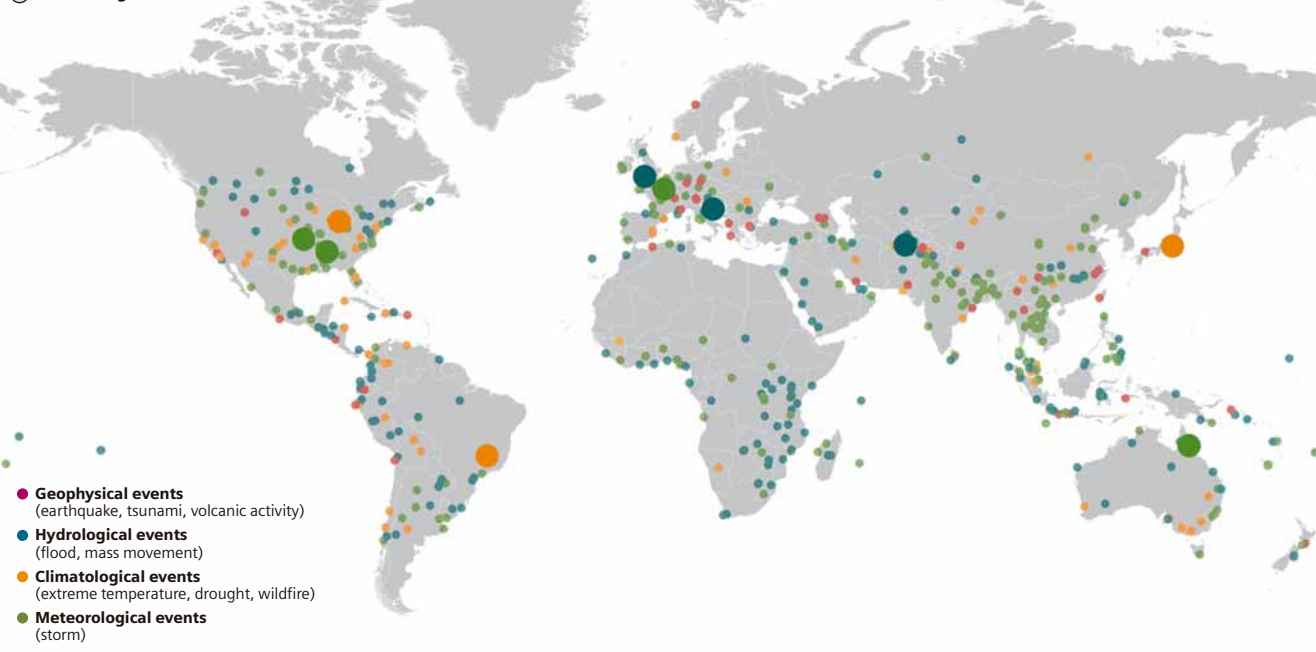 Geophysical events
(earthquake, tsunami, volcanic activity)
Hydrological events
(flood, mass movement)
Climatological events
(extreme temperature, drought, wildfire)
Meteorological events
(storm)